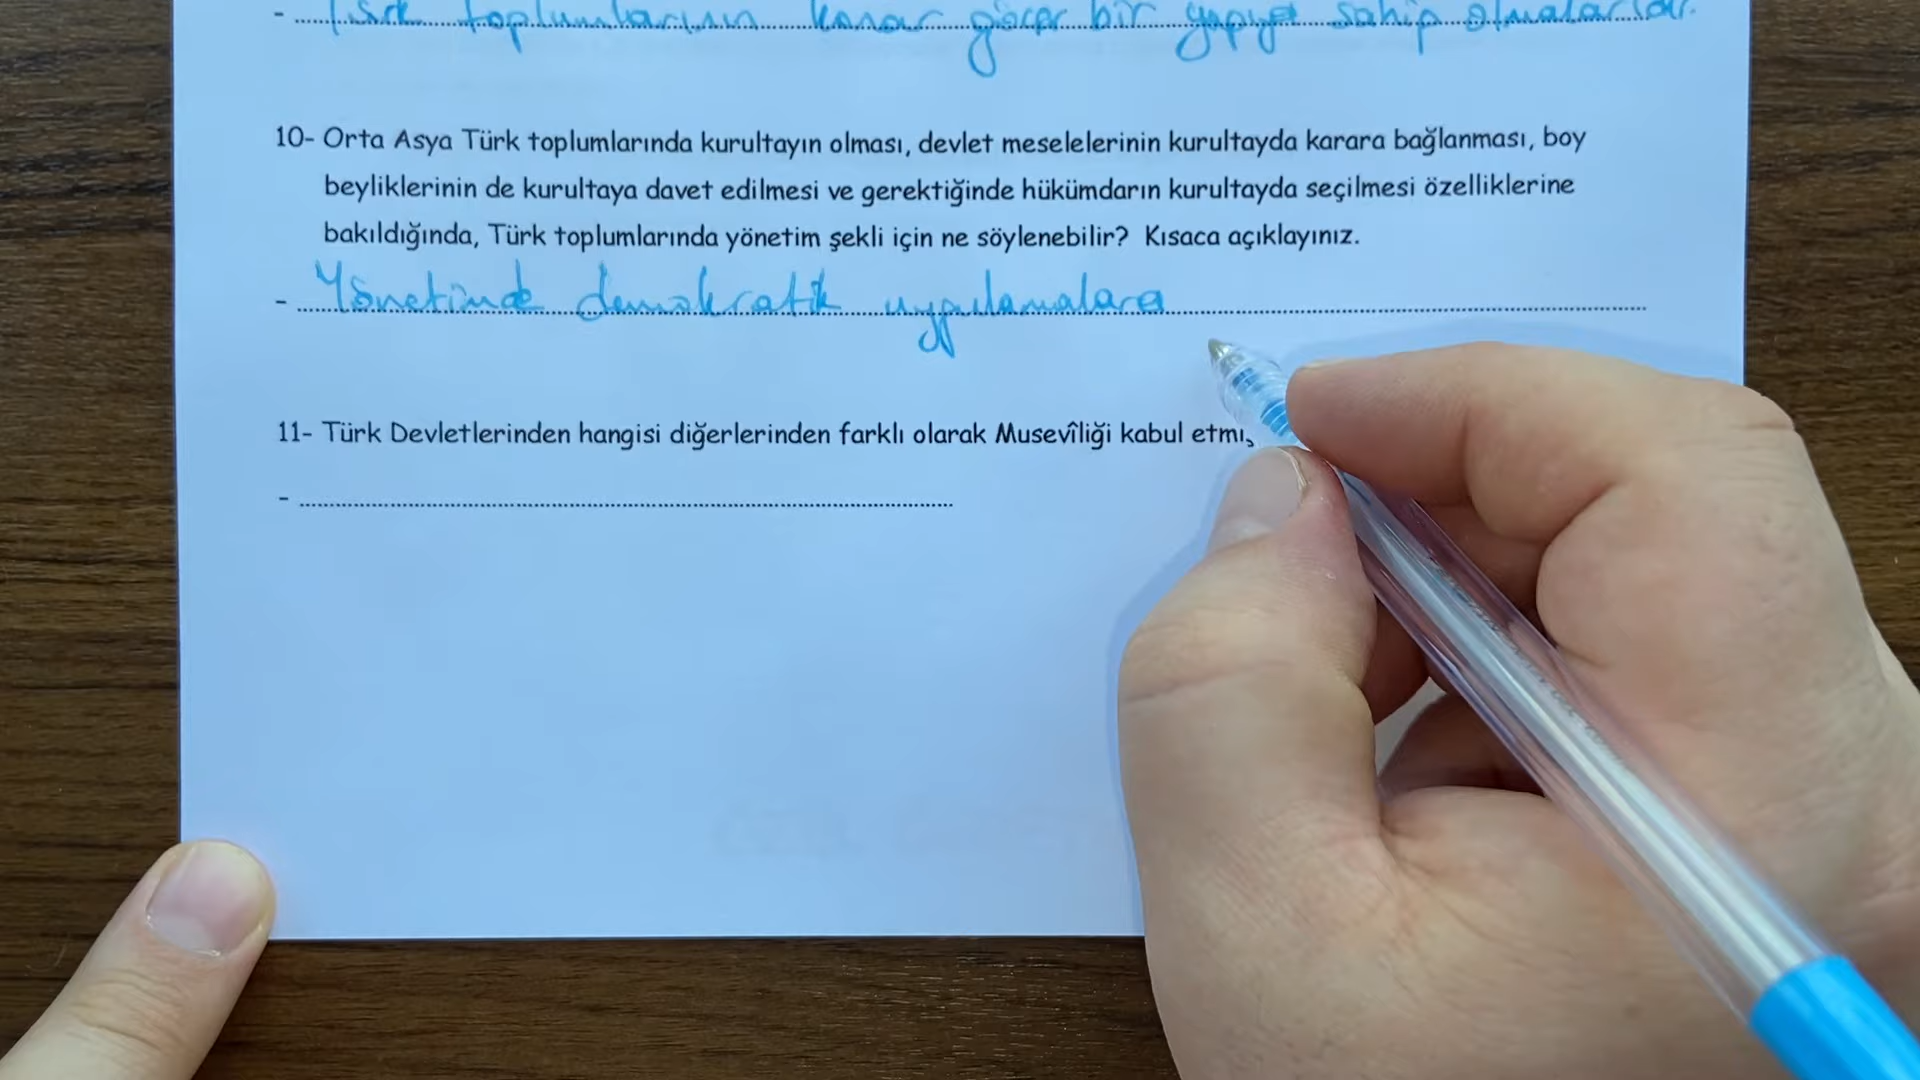 - Türk toplumlarının konar göçer bir yapıya sahip olmalarıdır.
10- Orta Asya Türk toplumlarında kurultayın olması, devlet meselelerinin kurultayda karara bağlanması, boy
beyliklerinin de kurultaya davet edilmesi ve gerektiğinde hükümdarın kurultayda seçilmesi özelliklerine
bakıldığında, Türk toplumlarında yönetim şekli için ne söylenebilir? Kısaca açıklayınız.
- Yönetimde demokratik uygulamalara
11- Türk Devletlerinden hangisi diğerlerinden farklı olarak Musevîliği kabul etmiş
-